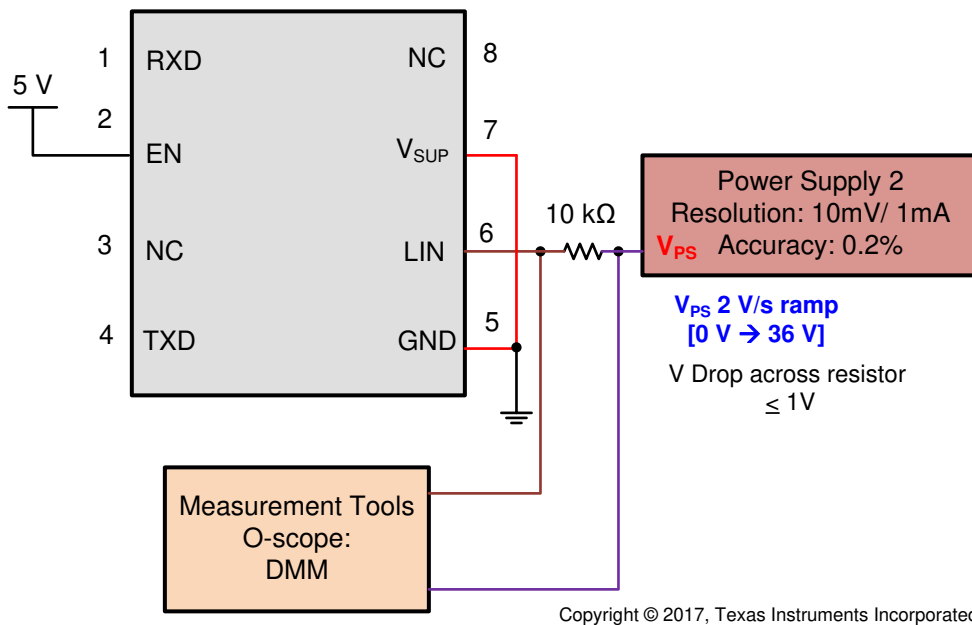 1 RXD NC 8
5 V
2 EN VSUP 7
3 NC LIN 6
4 TXD GND 5
10 kΩ
Power Supply 2
Resolution: 10mV/ 1mA
VPS Accuracy: 0.2%
VPS 2 V/s ramp
[0 V → 36 V]
V Drop across resistor
≤ 1V
Measurement Tools
O-scope:
DMM
Copyright © 2017, Texas Instruments Incorporated